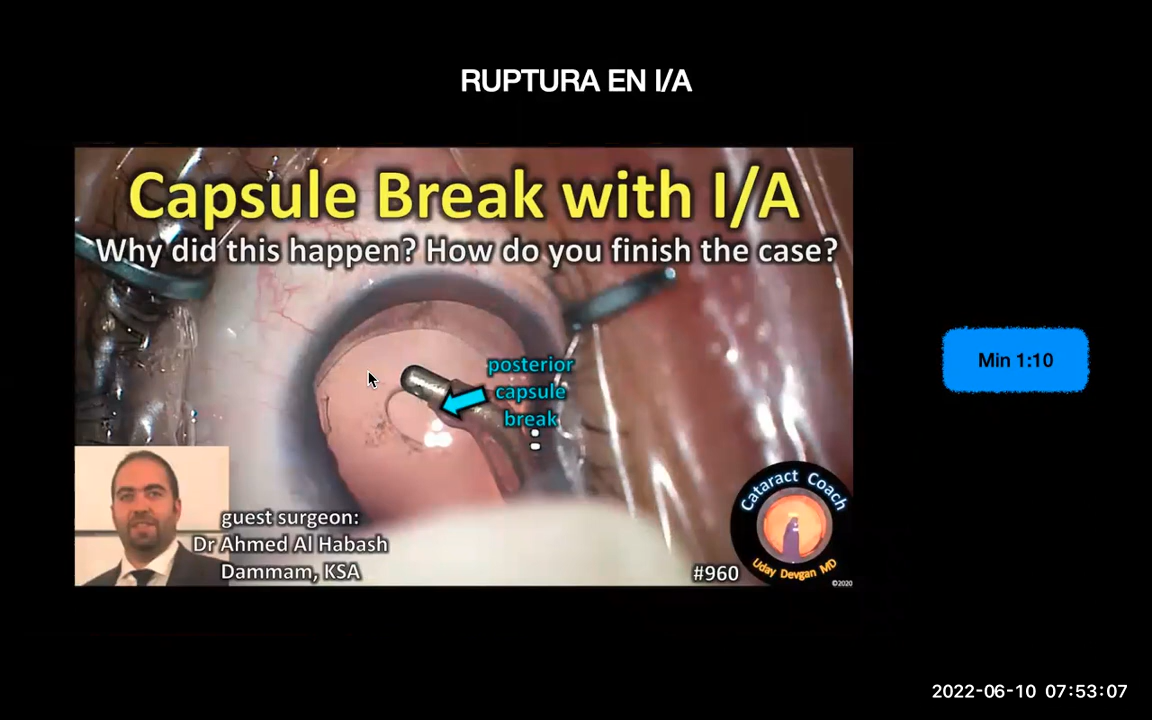 RUPTURA EN I/A
Capsule Break with I/A
Why did this happen? How do you finish the case?
posterior
capsule
break
Min 1:10
guest surgeon:
Dr Ahmed Al Habash
Dammam, KSA
#960
Cataract Coach
Uday Devgan MD
©2020
2022-06-10 07:53:07